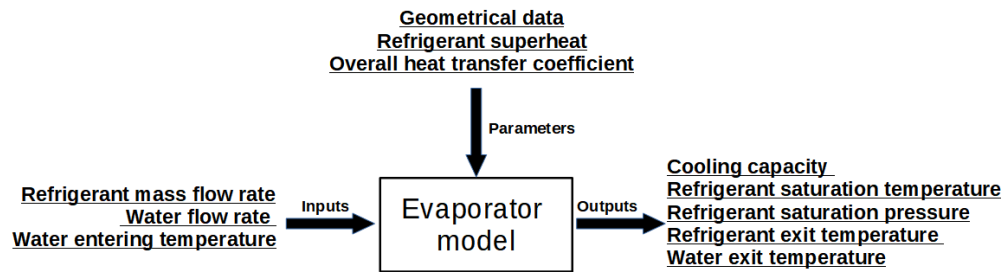 Geometrical data
Refrigerant superheat
Overall heat transfer coefficient
Parameters
Refrigerant mass flow rate
Water flow rate
Water entering temperature
Inputs
Evaporator
model
Outputs
Cooling capacity
Refrigerant saturation temperature
Refrigerant saturation pressure
Refrigerant exit temperature
Water exit temperature